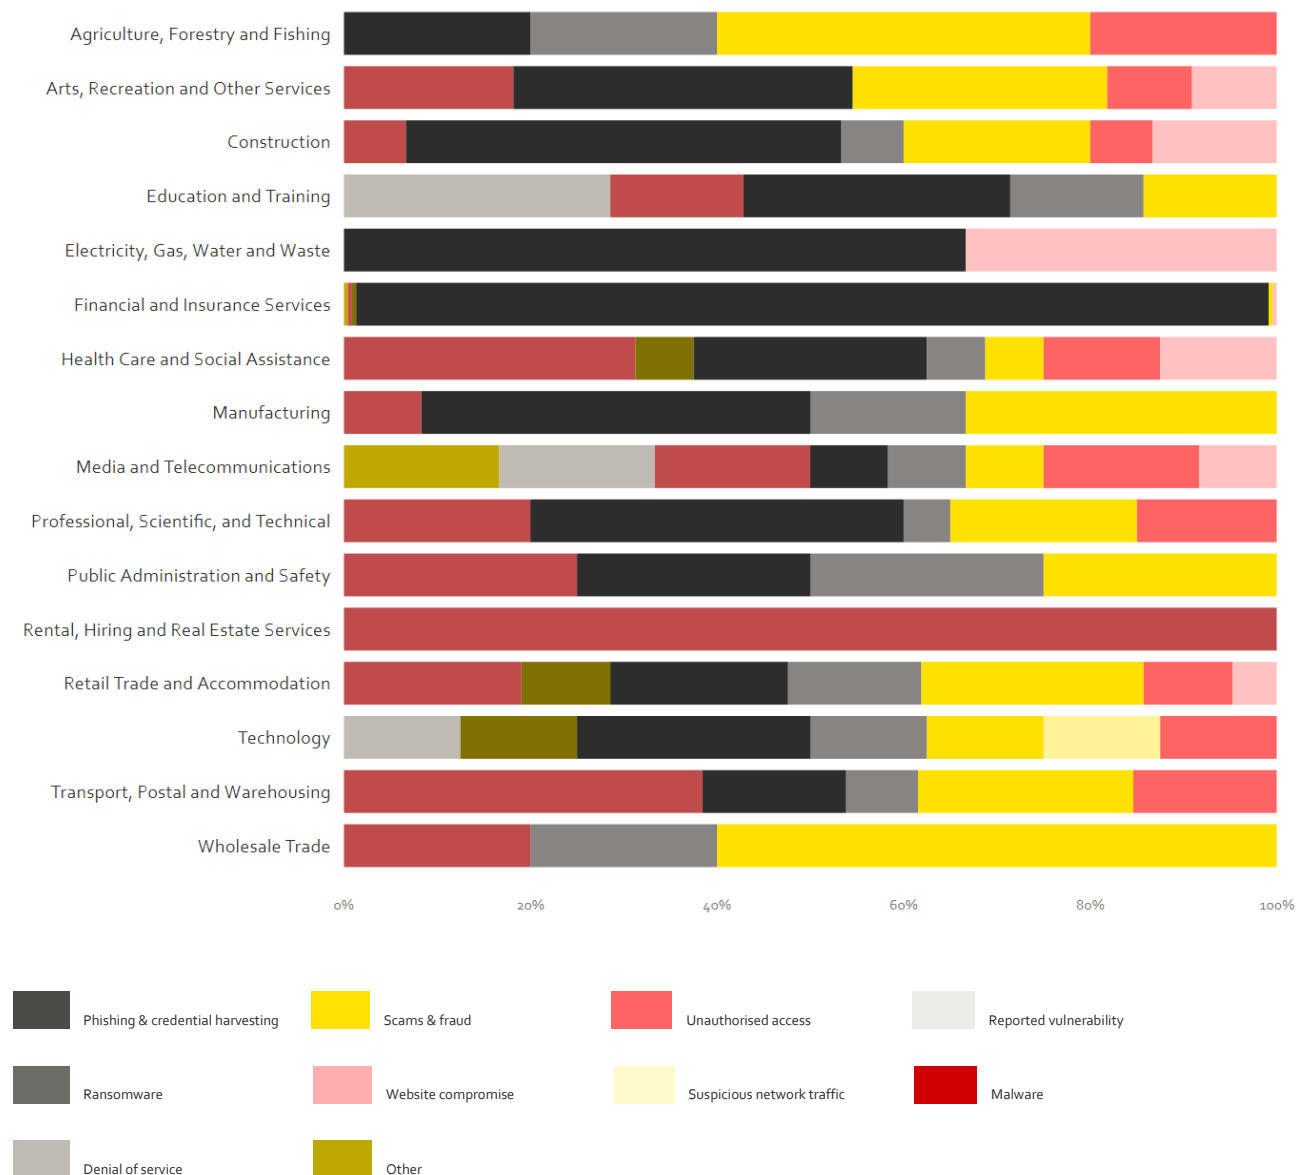 Agriculture, Forestry and Fishing
Arts, Recreation and Other Services
Construction
Education and Training
Electricity, Gas, Water and Waste
Financial and Insurance Services
Health Care and Social Assistance
Manufacturing
Media and Telecommunications
Professional, Scientific, and Technical
Public Administration and Safety
Rental, Hiring and Real Estate Services
Retail Trade and Accommodation
Technology
Transport, Postal and Warehousing
Wholesale Trade
0% 20% 40% 60% 80% 100%
Phishing & credential harvesting Scams & fraud Unauthorised access Reported vulnerability
Ransomware Website compromise Suspicious network traffic Malware
Denial of service Other